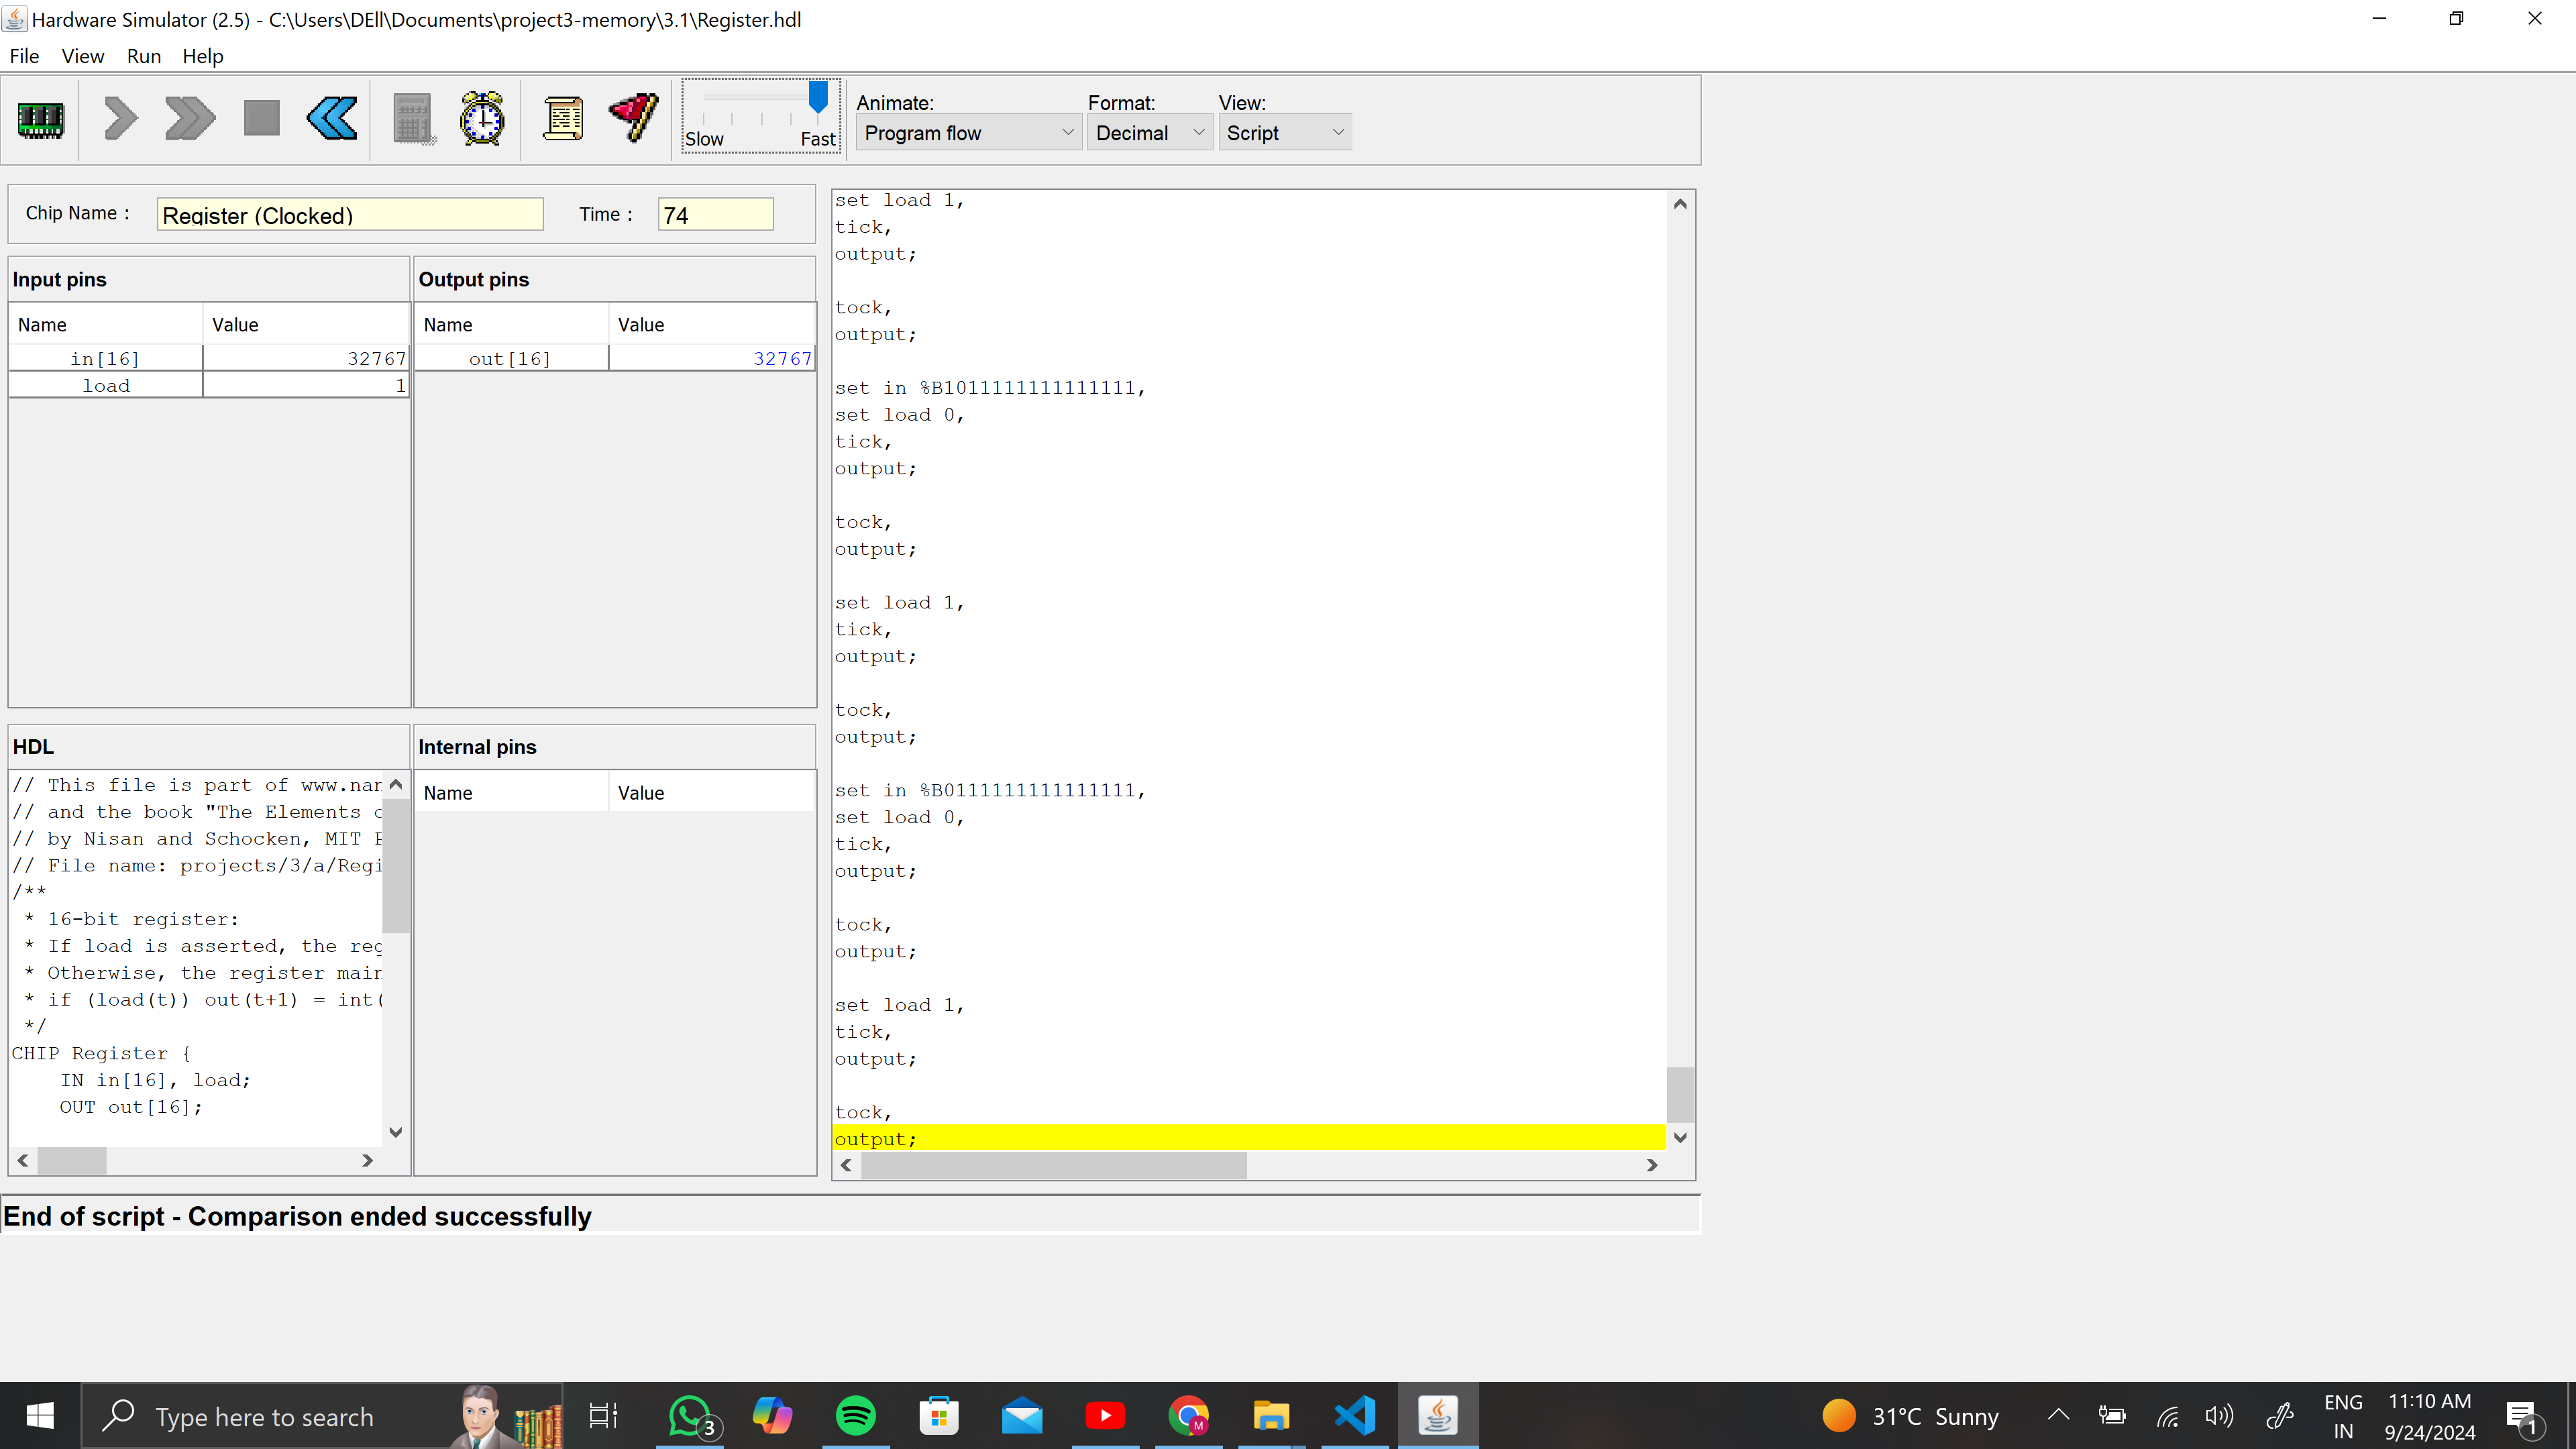 Hardware Simulator (2.5) - C:\Users\DEll\Documents\project3-memory\3.1\Register.hdl
File View Run Help
Slow Fast
Animate: Format: View:
Program flow Decimal Script
Chip Name : Register (Clocked) Time : 74
Input pins
Name Value
in[16] 32767
load 1
Output pins
Name Value
out[16] 32767
HDL
// This file is part of www.nan
// and the book "The Elements o
// by Nisan and Schocken, MIT P
// File name: projects/3/a/Regi
/**
* 16-bit register:
* If load is asserted, the reg
* Otherwise, the register main
* if (load(t)) out(t+1) = int(
*/
CHIP Register {
IN in[16], load;
OUT out[16];
Internal pins
Name Value
set load 1,
tick,
output;
tock,
output;
set in %B1011111111111111,
set load 0,
tick,
output;
tock,
output;
set load 1,
tick,
output;
tock,
output;
set in %B0111111111111111,
set load 0,
tick,
output;
tock,
output;
set load 1,
tick,
output;
tock,
output;
End of script - Comparison ended successfully
Type here to search
3
M
31°C Sunny
ENG
IN
11:10 AM
9/24/2024
1